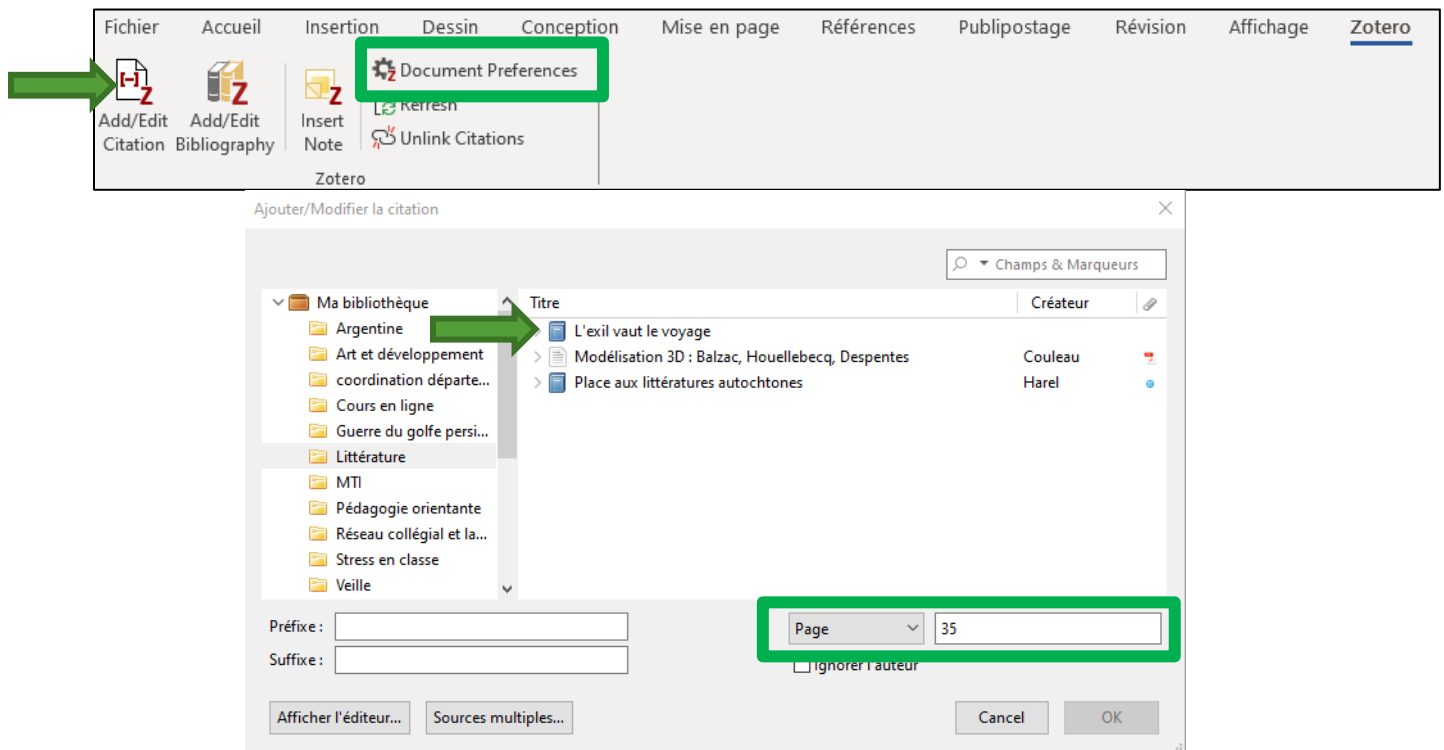 Fichier Accueil Insertion Dessin Conception Mise en page Références Publipostage Révision Affichage Zotero
Document Preferences
Refresh
Add/Edit Add/Edit Insert
Citation Bibliography Note Unlink Citations
Zotero
Ajouter/Modifier la citation
Champs & Marqueurs
Ma bibliothèque Titre Créateur
Argentine L'exil vaut le voyage
Art et développement Modélisation 3D : Balzac, Houellebecq, Despentes Couleau
coordination départe... Place aux littératures autochtones Harel
Cours en ligne
Guerre du golfe persi...
Littérature
MTI
Pédagogie orientante
Réseau collégial et la...
Stress en classe
Veille
Préfixe : Page 35
Suffixe : Ignorer l'auteur
Afficher l'éditeur... Sources multiples... Cancel OK